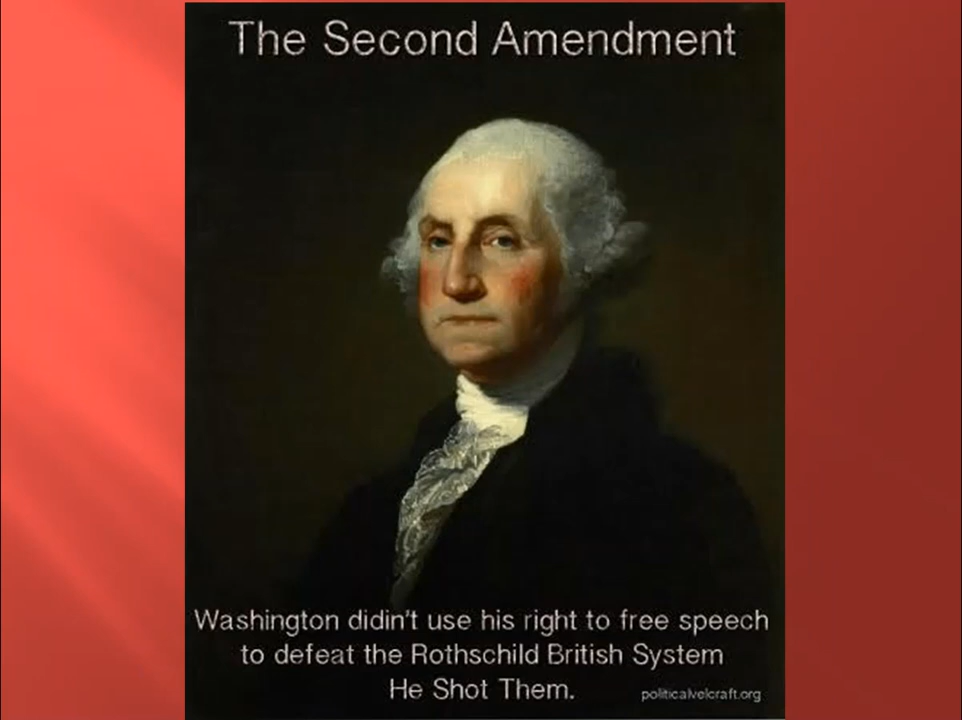 The Second Amendment
Washington didin't use his right to free speech
to defeat the Rothschild British System
He Shot Them.
politicalvelcraft.org